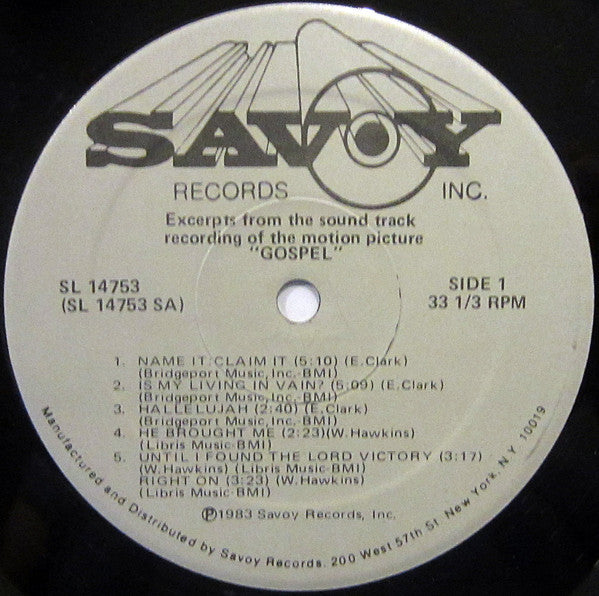 SAVOY
RECORDS INC.
Excerpts from the sound track
recording of the motion picture
"GOSPEL"
SL 14753
(SL 14753 SA)
SIDE 1
33 1/3 RPM
1. NAME IT CLAIM IT (5:10) (E.Clark)
(Bridgeport Music, Inc.-BMI)
2. IS MY LIVING IN VAIN? (5:09) (E.Clark)
(Bridgeport Music, Inc.-BMI)
3. HALLELUJAH (2:40) (E.Clark)
(Bridgeport Music, Inc.-BMI)
4. HE BROUGHT ME (2:23)(W.Hawkins)
(Libris Music-BMI)
5. UNTIL I FOUND THE LORD VICTORY (3:17)
(W.Hawkins) (Libris Music-BMI)
RIGHT ON (3:23) (W.Hawkins)
(Libris Music-BMI)
℗1983 Savoy Records, Inc.
Manufactured and Distributed by Savoy Records. 200 West 57th St. New York, N.Y. 10019